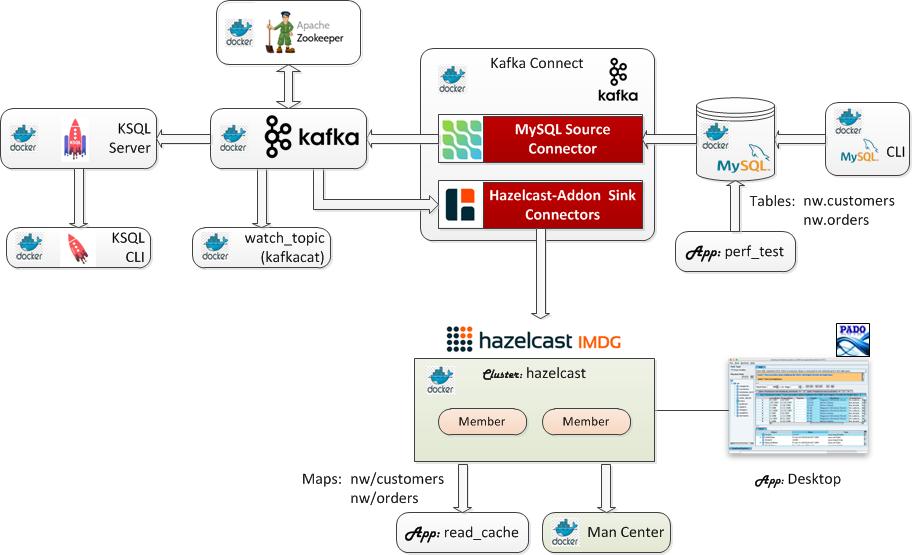 docker
Apache
Zookeeper
Kafka Connect
docker
kafka
docker
KSQL
KSQL
Server
docker
kafka
MySQL Source
Connector
docker
MySQL
docker
MySQL
CLI
Hazelcast-Addon Sink
Connectors
Tables: nw.customers
nw.orders
docker
KSQL
CLI
docker
watch_topic
(kafkacat)
App: perf_test
hazelcast IMDG
PADO
docker
Cluster: hazelcast
Member
Member
Maps: nw/customers
nw/orders
App: Desktop
App: read_cache
docker
Man Center